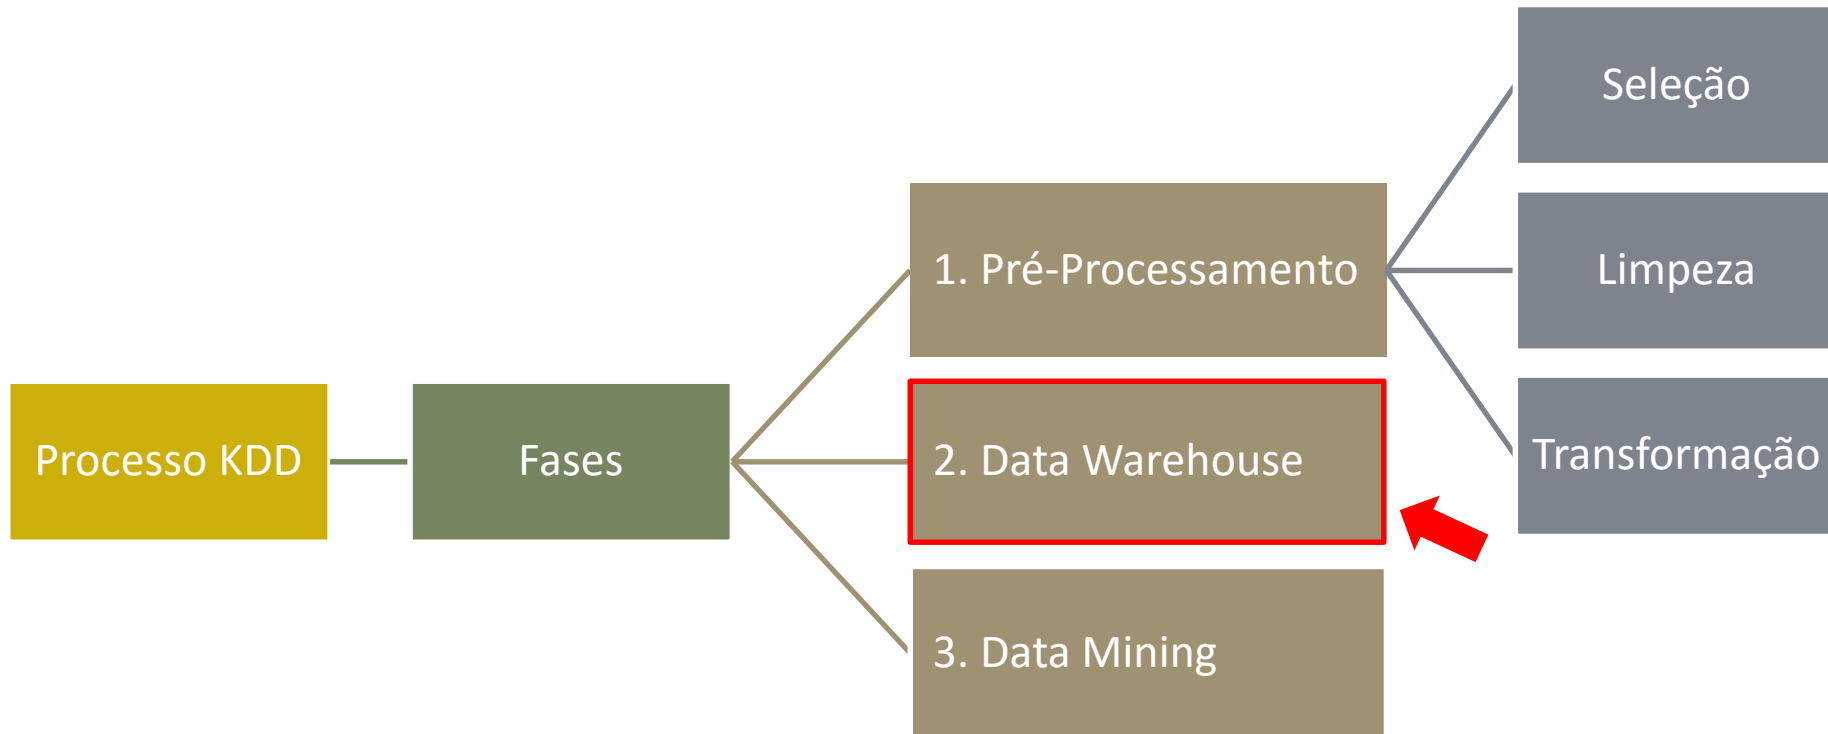 Processo KDD
Fases
1. Pré-Processamento
2. Data Warehouse
3. Data Mining
Seleção
Limpeza
Transformação